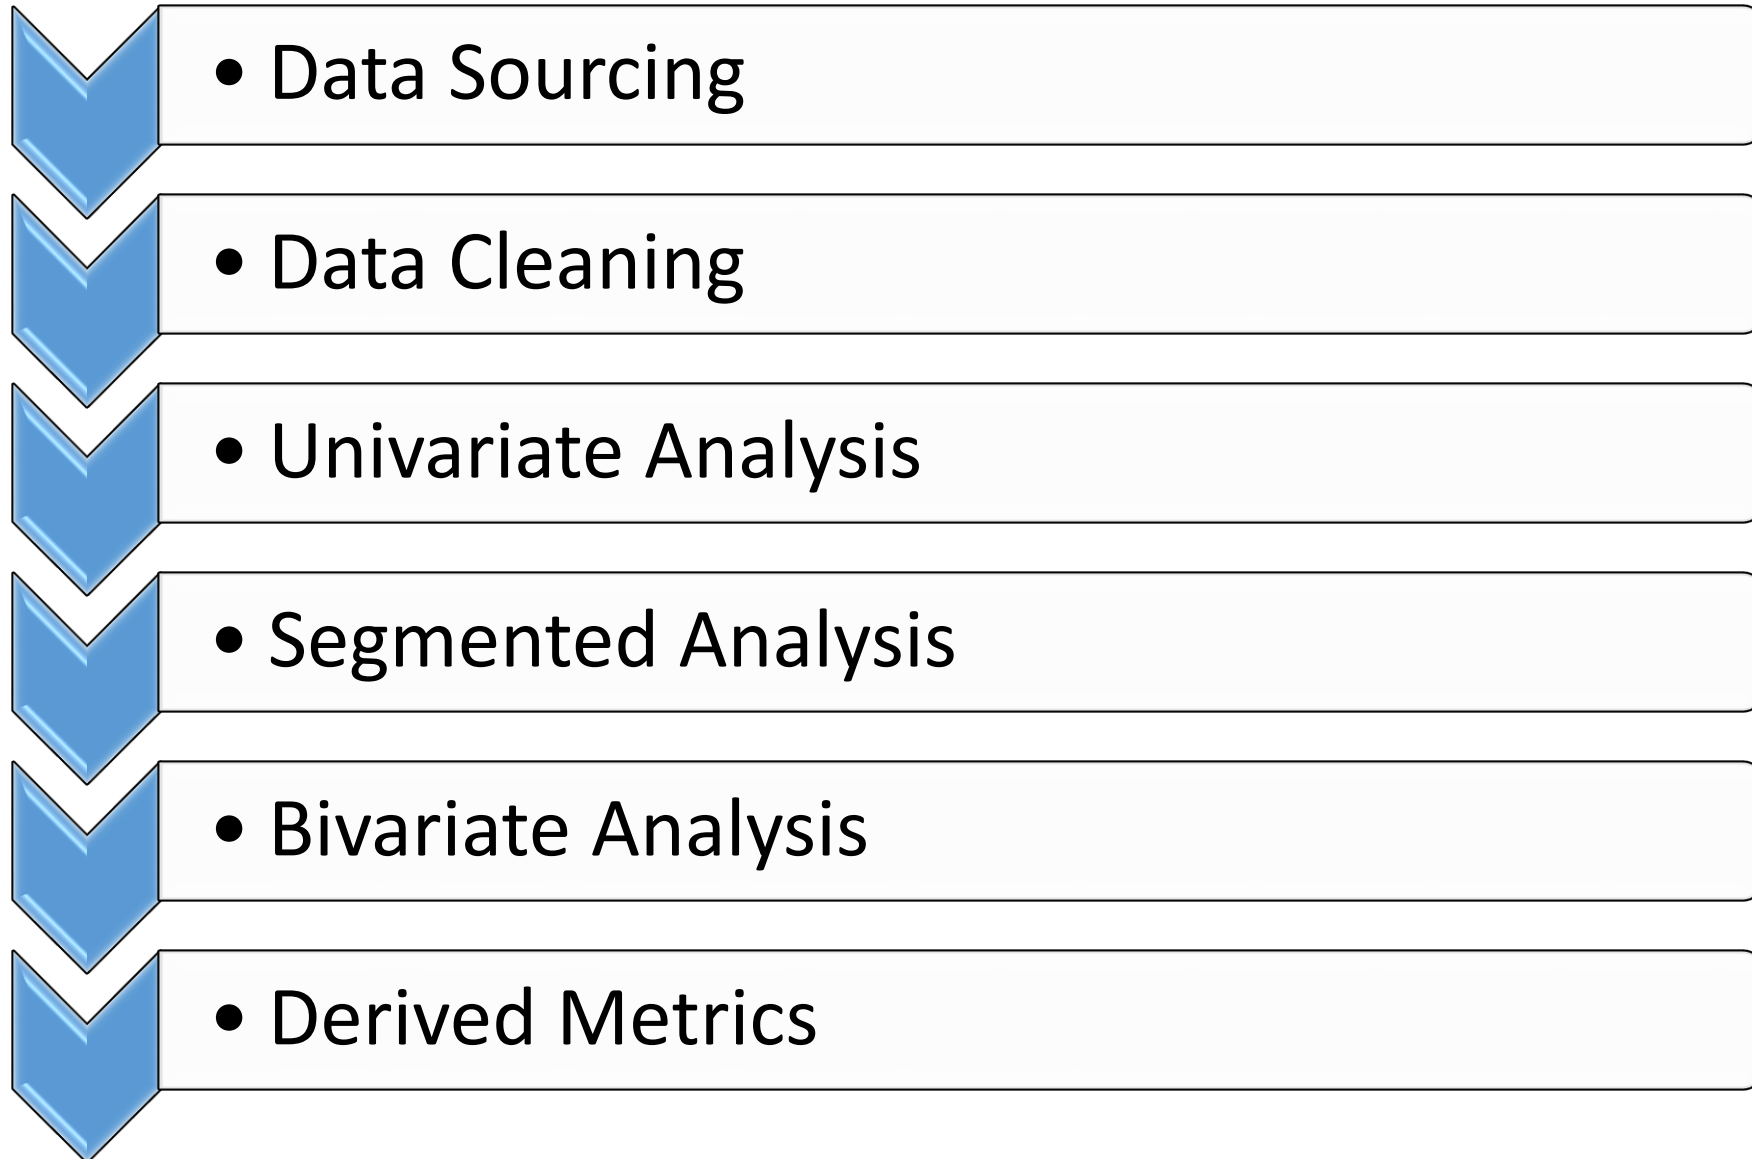 • Data Sourcing
• Data Cleaning
• Univariate Analysis
• Segmented Analysis
• Bivariate Analysis
• Derived Metrics